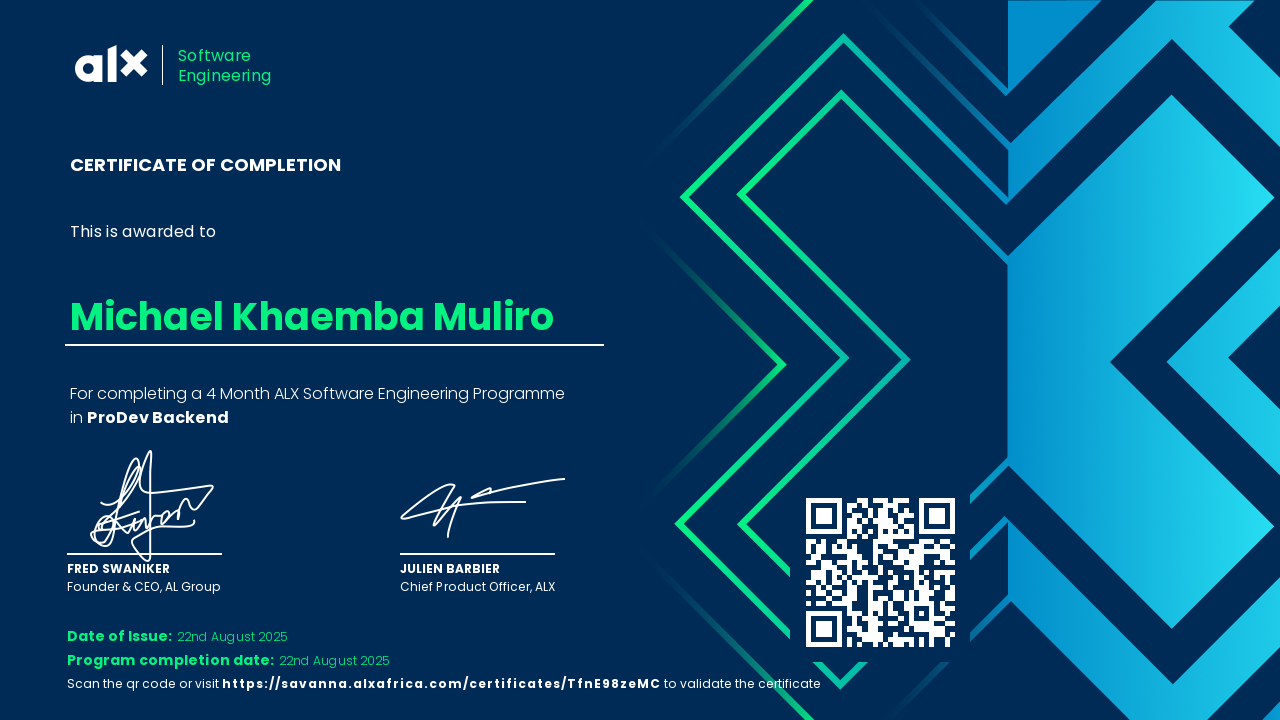 alx
Software
Engineering
CERTIFICATE OF COMPLETION
This is awarded to
Michael Khaemba Muliro
For completing a 4 Month ALX Software Engineering Programme
in ProDev Backend
FRED SWANIKER
Founder & CEO, AL Group
JULIEN BARBIER
Chief Product Officer, ALX
Date of Issue: 22nd August 2025
Program completion date: 22nd August 2025
Scan the qr code or visit https://savanna.alxafrica.com/certificates/TfnE98zeMC to validate the certificate